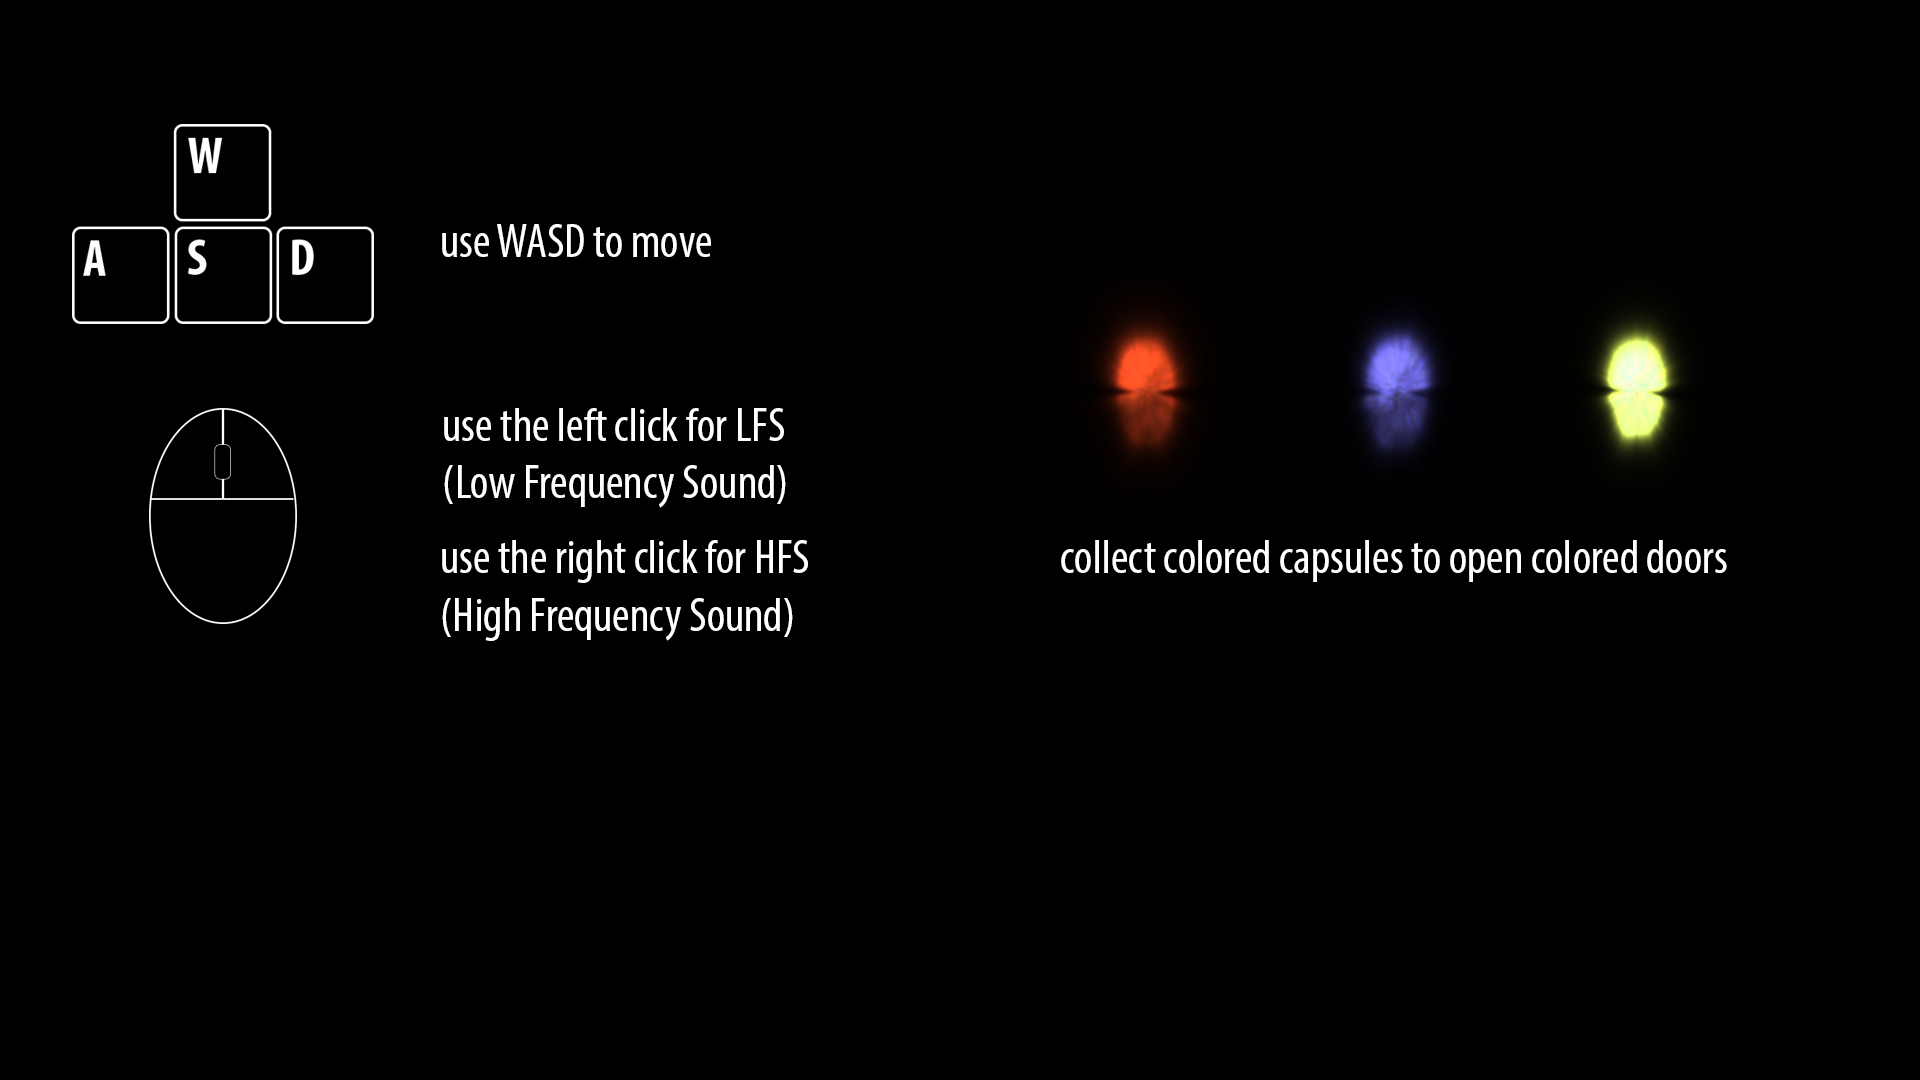 W
A S D
use WASD to move
use the left click for LFS
(Low Frequency Sound)
use the right click for HFS
(High Frequency Sound)
collect colored capsules to open colored doors